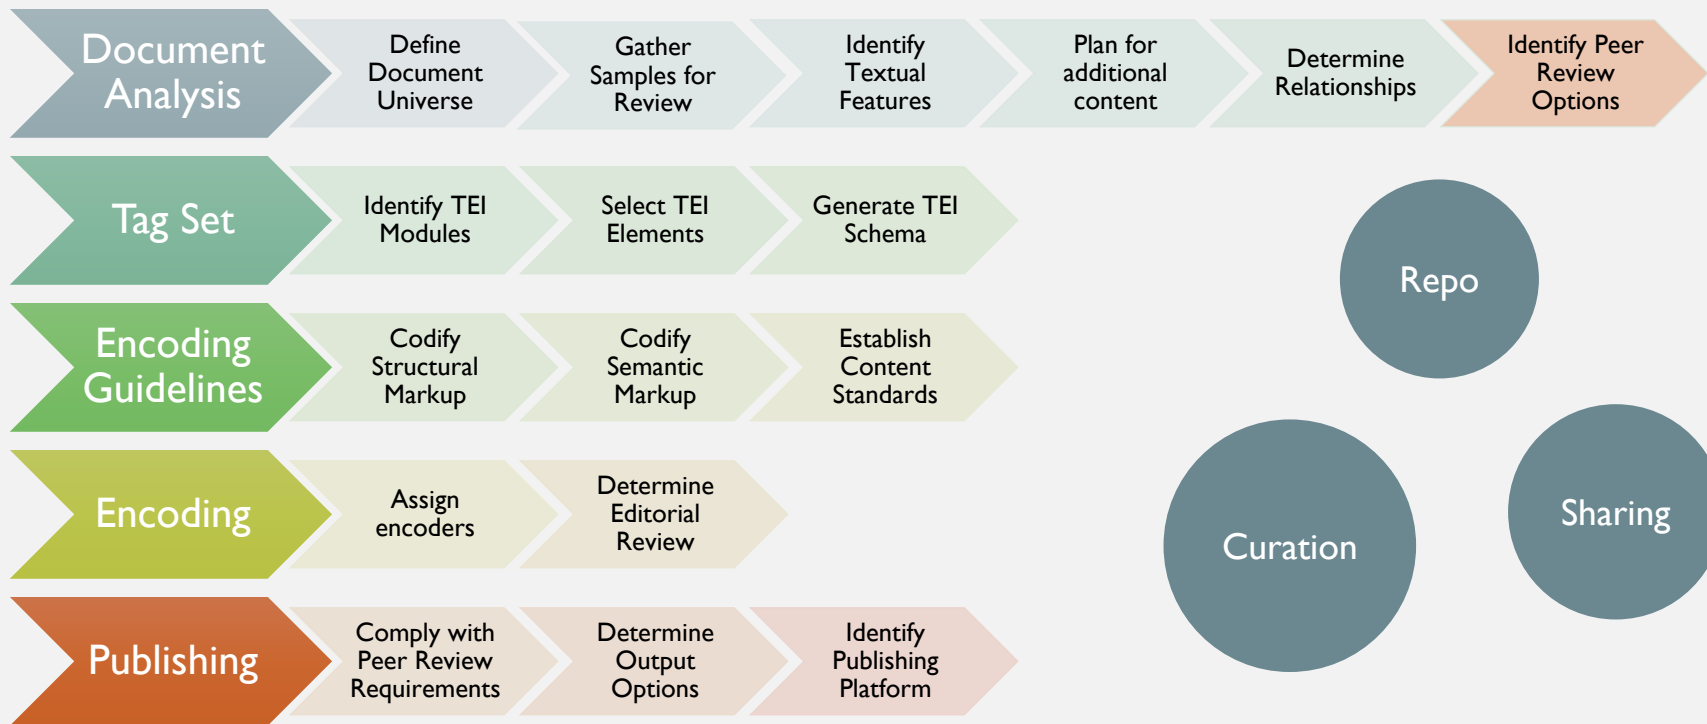 Document
Analysis
Define
Document
Universe
Gather
Samples for
Review
Identify
Textual
Features
Plan for
additional
content
Determine
Relationships
Identify Peer
Review
Options
Tag Set
Identify TEI
Modules
Select TEI
Elements
Generate TEI
Schema
Encoding
Guidelines
Codify
Structural
Markup
Codify
Semantic
Markup
Establish
Content
Standards
Encoding
Assign
encoders
Determine
Editorial
Review
Publishing
Comply with
Peer Review
Requirements
Determine
Output
Options
Identify
Publishing
Platform
Repo
Curation
Sharing